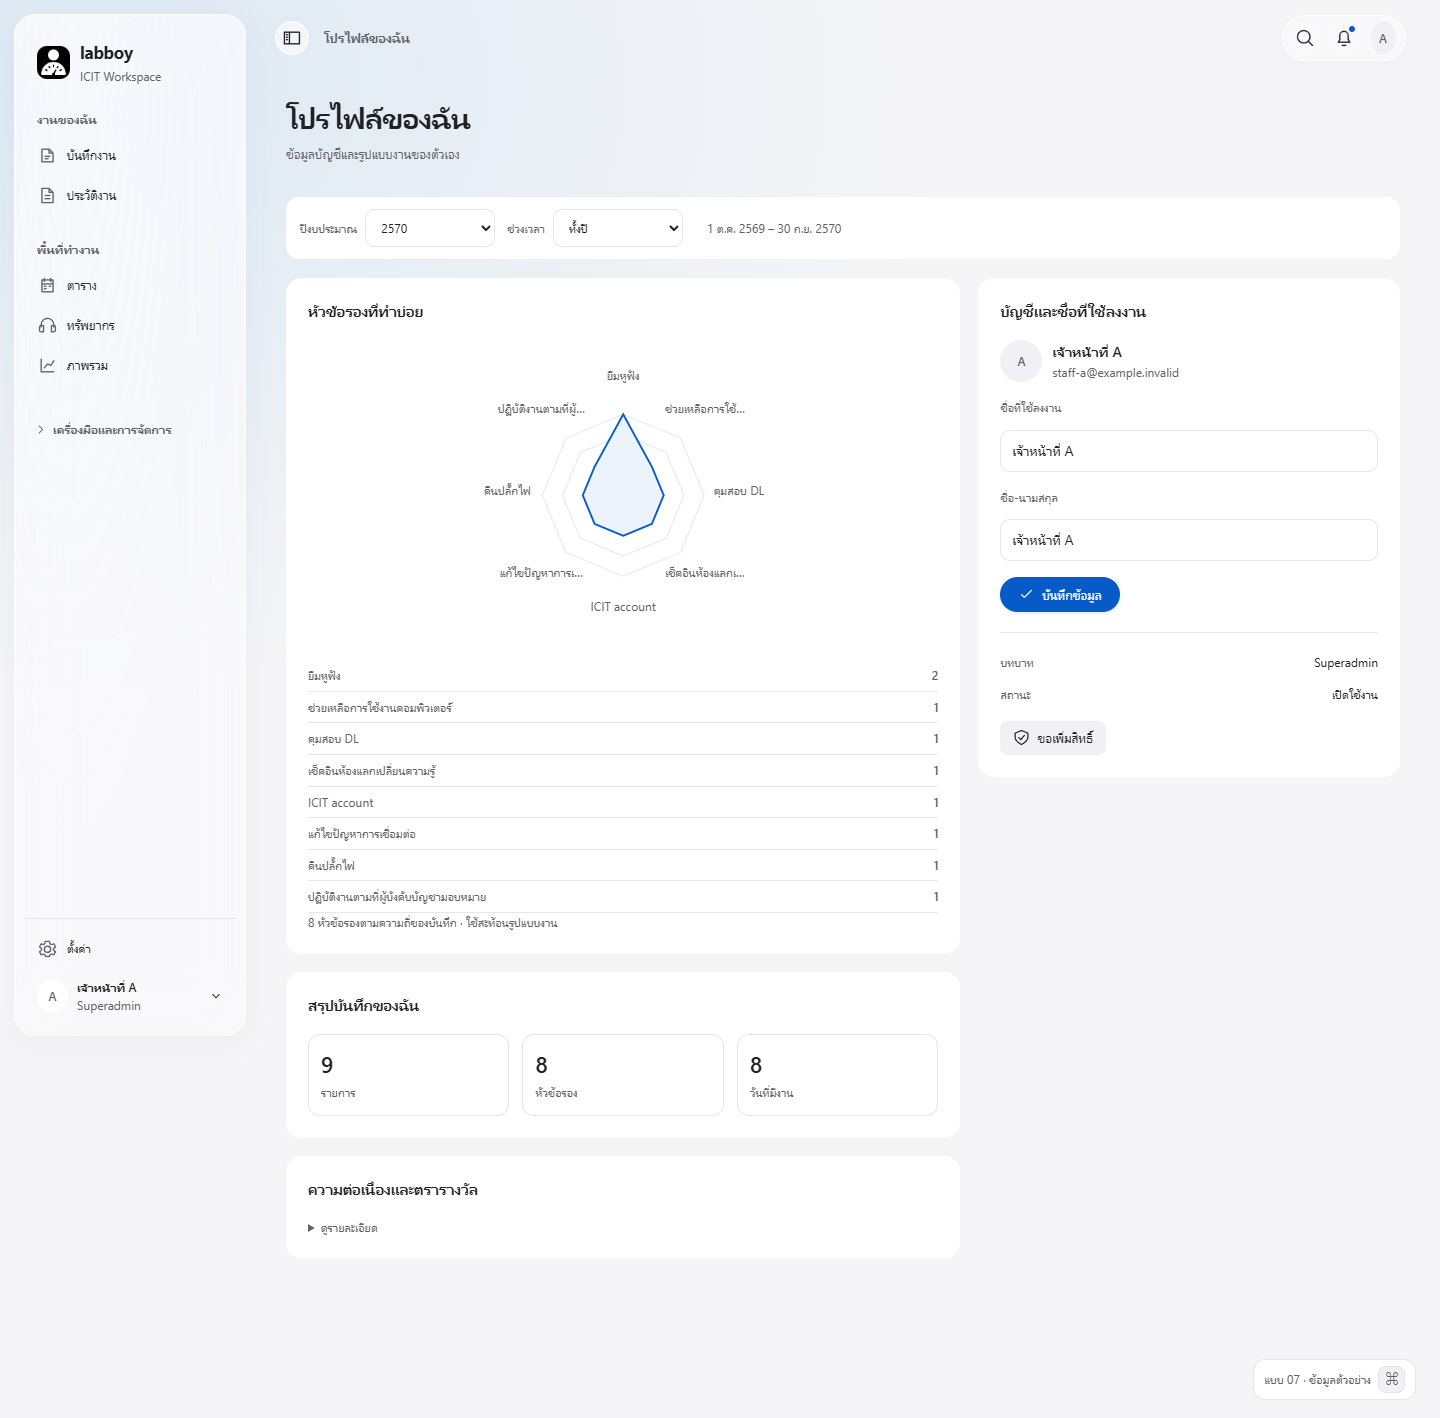 labboy
ICIT Workspace
งานของฉัน
บันทึกงาน
ประวัติงาน
พื้นที่ทำงาน
ตาราง
ทรัพยากร
ภาพรวม
เครื่องมือและการจัดการ
ตั้งค่า
A
เจ้าหน้าที่ A
Superadmin
โปรไฟล์ของฉัน
A
โปรไฟล์ของฉัน
ข้อมูลบัญชีและรูปแบบงานของตัวเอง
ปีงบประมาณ 2570 ช่วงเวลา ทั้งปี 1 ต.ค. 2569 – 30 ก.ย. 2570
หัวข้อรองที่ทำบ่อย
ยืมหูฟัง
ปฏิบัติงานตามที่ผู้... ช่วยเหลือการใช้...
คืนปลั๊กไฟ คุมสอบ DL
แก้ไขปัญหาการเ... เช็คอินห้องแลกเ...
ICIT account
ยืมหูฟัง 2
ช่วยเหลือการใช้งานคอมพิวเตอร์ 1
คุมสอบ DL 1
เช็คอินห้องแลกเปลี่ยนความรู้ 1
ICIT account 1
แก้ไขปัญหาการเชื่อมต่อ 1
คืนปลั๊กไฟ 1
ปฏิบัติงานตามที่ผู้บังคับบัญชามอบหมาย 1
8 หัวข้อรองตามความถี่ของบันทึก · ใช้สะท้อนรูปแบบงาน
สรุปบันทึกของฉัน
9 8 8
รายการ หัวข้อรอง วันที่มีงาน
ความต่อเนื่องและตรารางวัล
ดูรายละเอียด
บัญชีและชื่อที่ใช้ลงงาน
A
เจ้าหน้าที่ A
staff-a@example.invalid
ชื่อที่ใช้ลงงาน
เจ้าหน้าที่ A
ชื่อ-นามสกุล
เจ้าหน้าที่ A
บันทึกข้อมูล
บทบาท Superadmin
สถานะ เปิดใช้งาน
ขอเพิ่มสิทธิ์
แบบ 07 · ข้อมูลตัวอย่าง ⌘